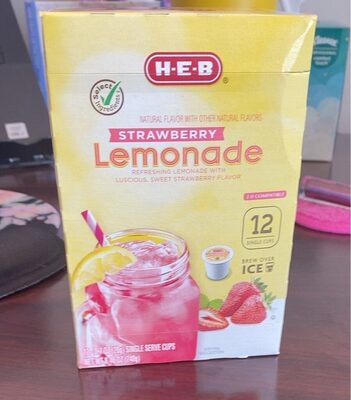 H-E-B
Select
Ingredients
NATURAL FLAVOR WITH OTHER NATURAL FLAVORS
STRAWBERRY
Lemonade
REFRESHING LEMONADE WITH
LUSCIOUS, SWEET STRAWBERRY FLAVOR
2.0 COMPATIBLE
12
SINGLE CUPS
BREW OVER
ICE
SINGLE SERVE CUPS
Kleenex